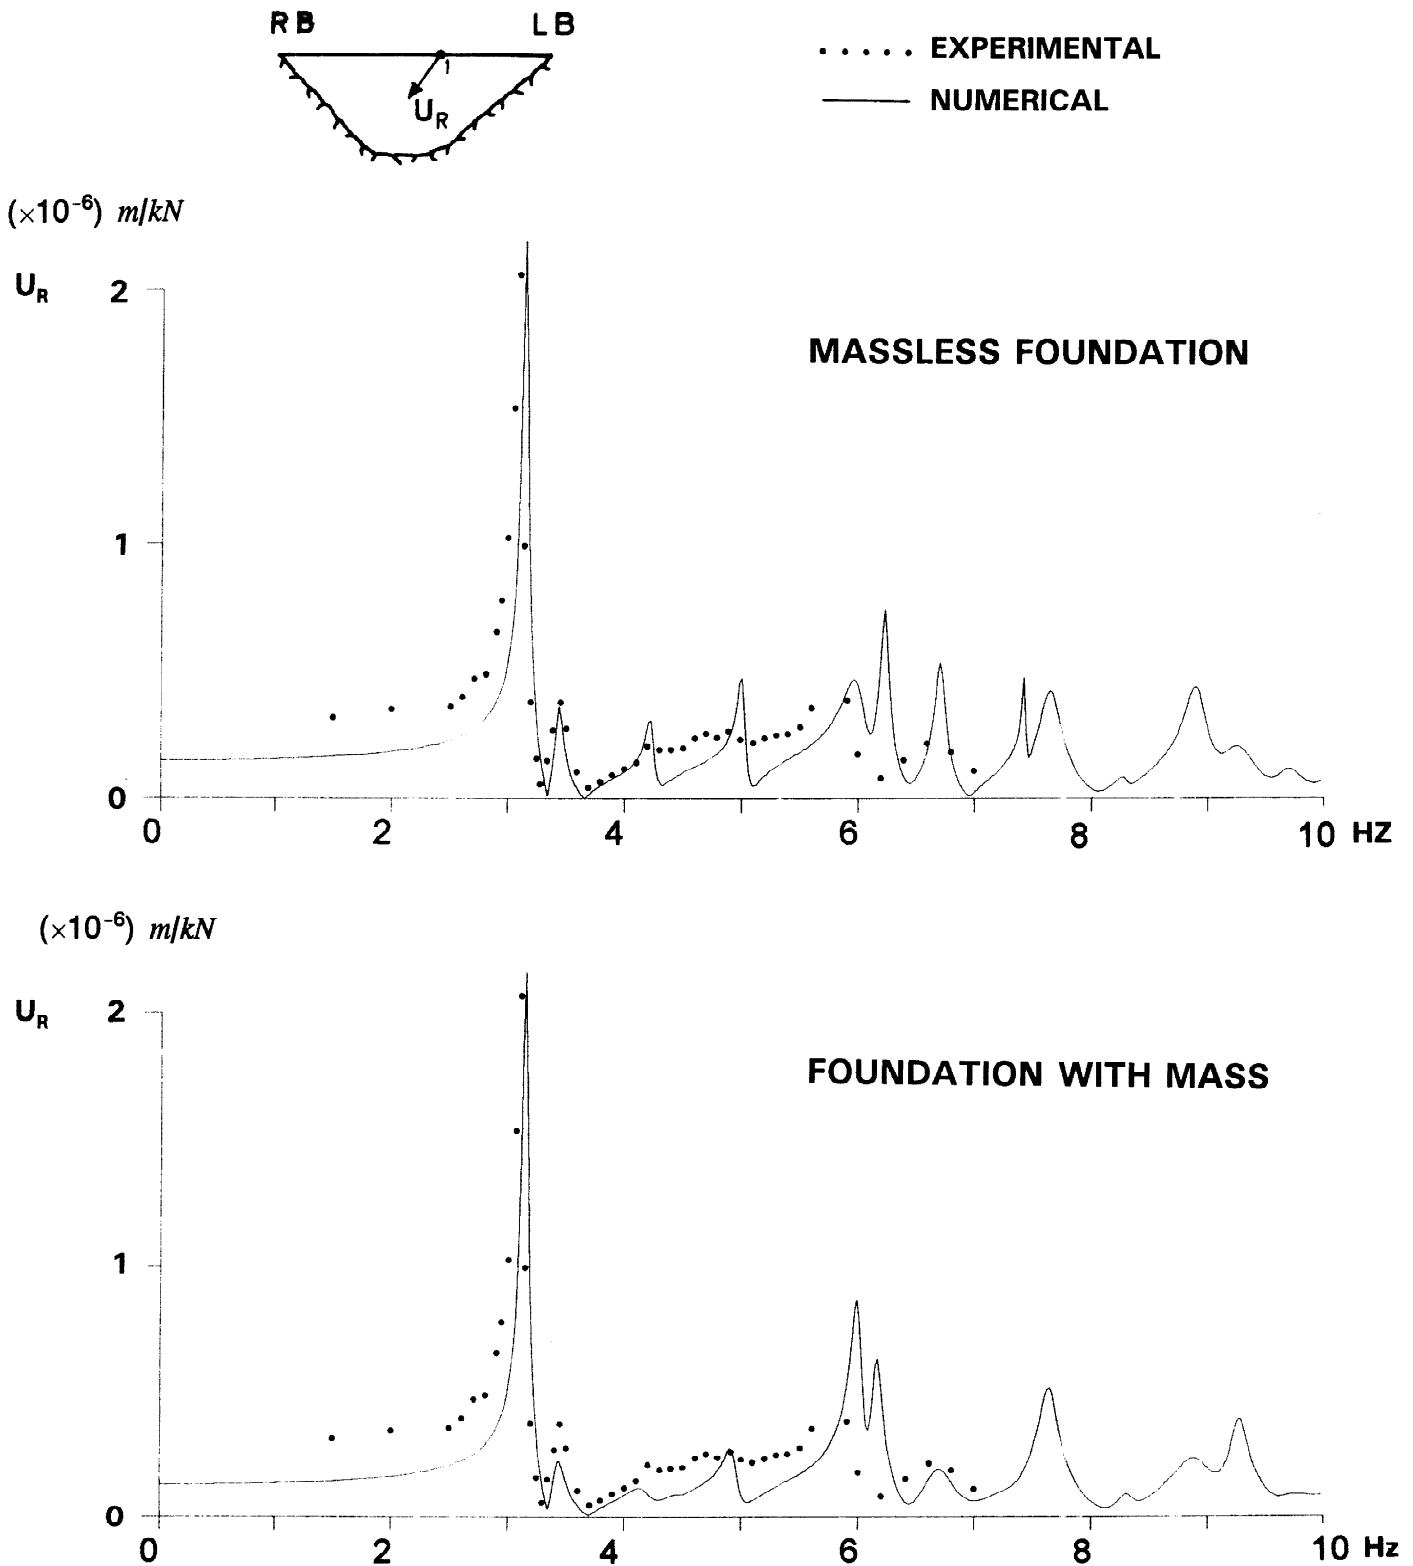 RB LB
1
U_R
EXPERIMENTAL
NUMERICAL
(×10⁻⁶) m/kN
U_R 2
MASSLESS FOUNDATION
1
0
0 2 4 6 8 10 HZ
(×10⁻⁶) m/kN
U_R 2
FOUNDATION WITH MASS
1
0
0 2 4 6 8 10 Hz